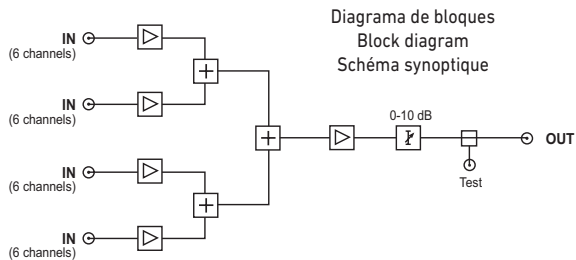 Diagrama de bloques
Block diagram
Schéma synoptique
IN
(6 channels)
IN
(6 channels)
0-10 dB
OUT
Test
IN
(6 channels)
IN
(6 channels)